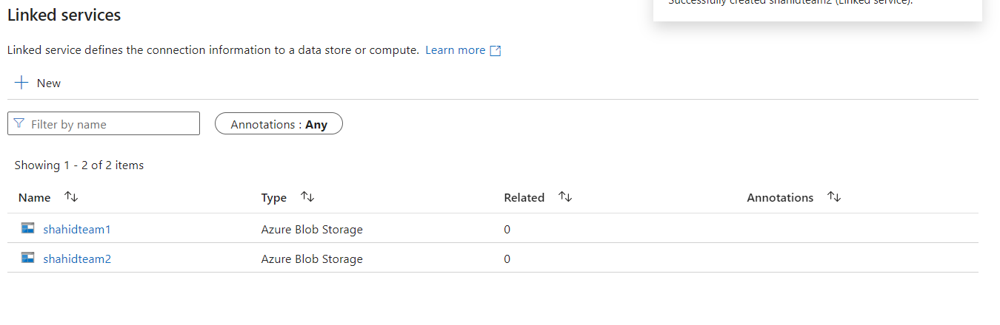 Successfully created shahidteam2 (Linked service).
Linked services
Linked service defines the connection information to a data store or compute. Learn more
New
Filter by name
Annotations : Any
Showing 1 - 2 of 2 items
Name Type Related Annotations
shahidteam1 Azure Blob Storage 0
shahidteam2 Azure Blob Storage 0